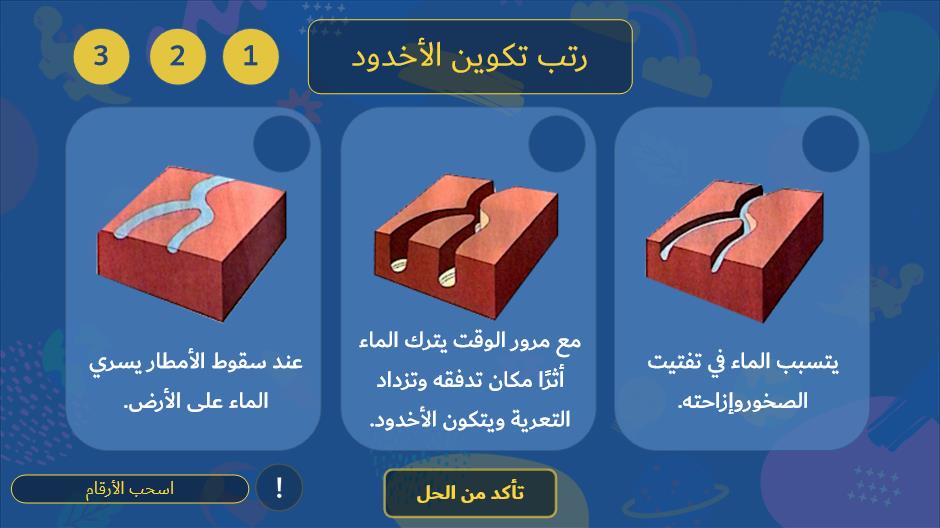 رتب تكوين الأخدود
1
2
3
يتسبب الماء في تفتيت
الصخوروإزاحته.
مع مرور الوقت يترك الماء
أثرًا مكان تدفقه وتزداد
التعرية ويتكون الأخدود.
عند سقوط الأمطار يسري
الماء على الأرض.
تأكد من الحل
!
اسحب الأرقام